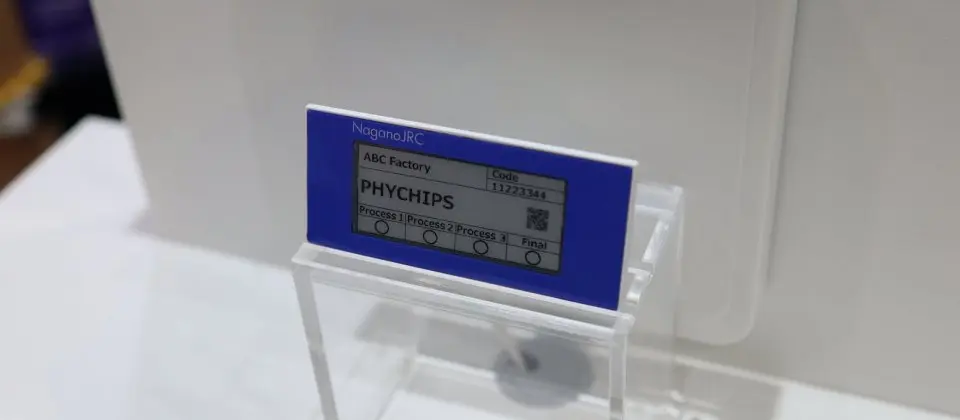 NaganoJRC
ABC Factory
Code
11223344
PHYCHIPS
Process 1 Process 2 Process 3 Final